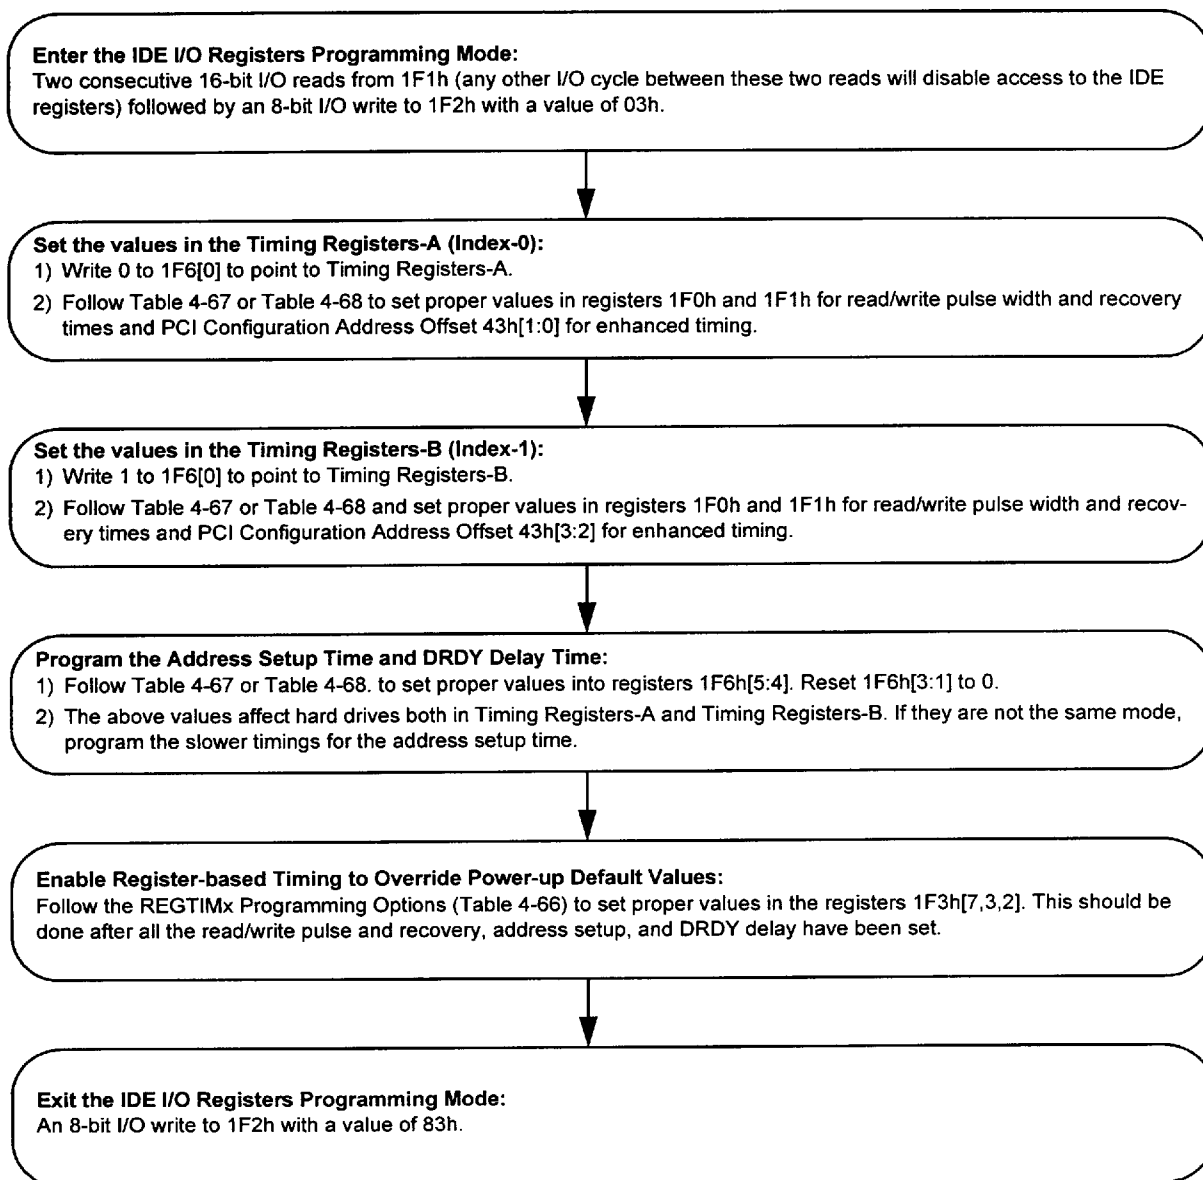 Enter the IDE I/O Registers Programming Mode:
Two consecutive 16-bit I/O reads from 1F1h (any other I/O cycle between these two reads will disable access to the IDE
registers) followed by an 8-bit I/O write to 1F2h with a value of 03h.
Set the values in the Timing Registers-A (Index-0):
1) Write 0 to 1F6[0] to point to Timing Registers-A.
2) Follow Table 4-67 or Table 4-68 to set proper values in registers 1F0h and 1F1h for read/write pulse width and recovery
times and PCI Configuration Address Offset 43h[1:0] for enhanced timing.
Set the values in the Timing Registers-B (Index-1):
1) Write 1 to 1F6[0] to point to Timing Registers-B.
2) Follow Table 4-67 or Table 4-68 and set proper values in registers 1F0h and 1F1h for read/write pulse width and recov-
ery times and PCI Configuration Address Offset 43h[3:2] for enhanced timing.
Program the Address Setup Time and DRDY Delay Time:
1) Follow Table 4-67 or Table 4-68. to set proper values into registers 1F6h[5:4]. Reset 1F6h[3:1] to 0.
2) The above values affect hard drives both in Timing Registers-A and Timing Registers-B. If they are not the same mode,
program the slower timings for the address setup time.
Enable Register-based Timing to Override Power-up Default Values:
Follow the REGTIMx Programming Options (Table 4-66) to set proper values in the registers 1F3h[7,3,2]. This should be
done after all the read/write pulse and recovery, address setup, and DRDY delay have been set.
Exit the IDE I/O Registers Programming Mode:
An 8-bit I/O write to 1F2h with a value of 83h.